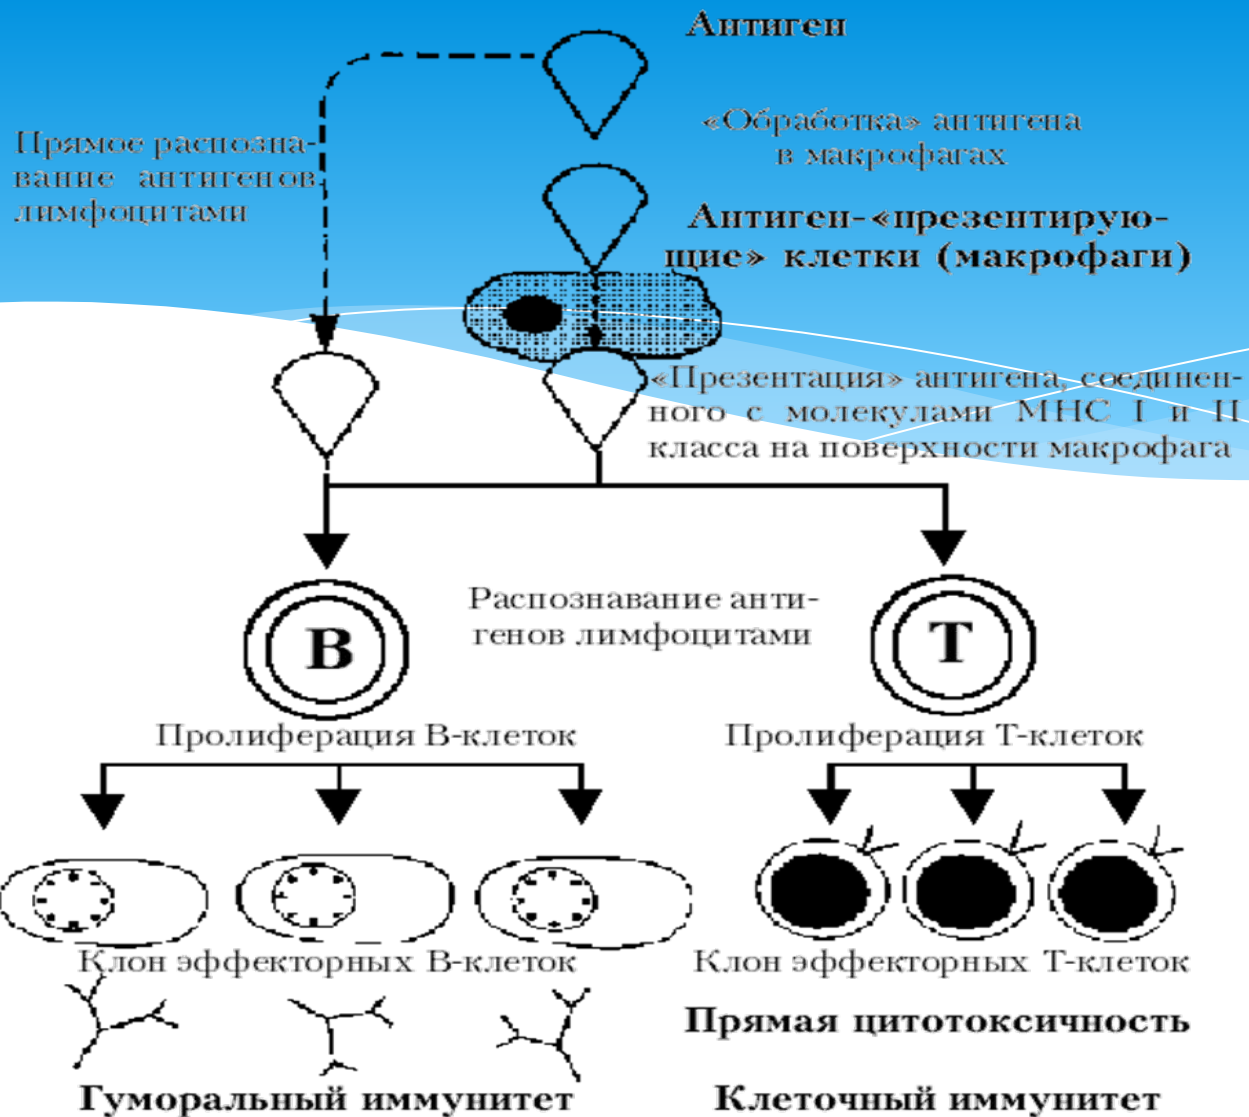 Антиген
«Обработка» антигена
в макрофагах
Прямое распозна-
вание антигенов
лимфоцитами
Антиген-«презентирую-
щие» клетки (макрофаги)
«Презентация» антигена, соединен-
ного с молекулами МНС I и II
класса на поверхности макрофага
Распознавание анти-
генов лимфоцитами
В
Т
Пролиферация В-клеток
Пролиферация Т-клеток
Клон эффекторных В-клеток
Клон эффекторных Т-клеток
Прямая цитотоксичность
Гуморальный иммунитет
Клеточный иммунитет